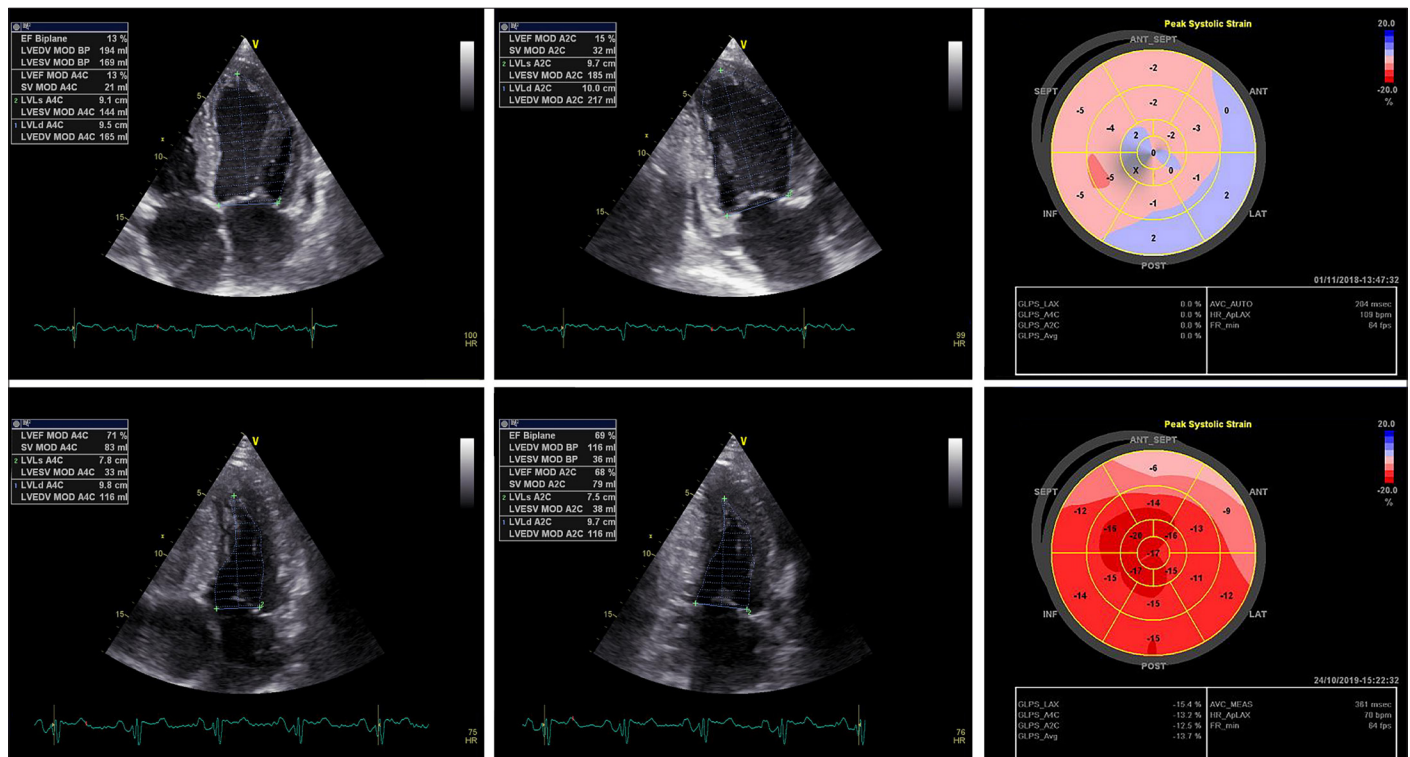 EF Biplane 13 %
LVEDV MOD BP 194 ml
LVESV MOD BP 169 ml
LVEF MOD A4C 13 %
SV MOD A4C 21 ml
2 LVLs A4C 9.1 cm
LVESV MOD A4C 144 ml
1 LVLd A4C 9.5 cm
LVEDV MOD A4C 165 ml
V
5
10
15
100
HR
LVEF MOD A2C 15 %
SV MOD A2C 32 ml
2 LVLs A2C 9.7 cm
LVESV MOD A2C 185 ml
1 LVLd A2C 10.0 cm
LVEDV MOD A2C 217 ml
V
5
10
15
99
HR
Peak Systolic Strain
20.0
-20.0
%
ANT_SEPT
SEPT
ANT
INF
LAT
POST
-2
-5
0
-2
-4
-3
2
-2
0
X
0
-5
-1
-5
2
-1
2
01/11/2018-13:47:32
GLPS_LAX 0.0 %
GLPS_A4C 0.0 %
GLPS_A2C 0.0 %
GLPS_Avg 0.0 %
AVC_AUTO 204 msec
HR_ApLAX 109 bpm
FR_min 64 fps
LVEF MOD A4C 71 %
SV MOD A4C 83 ml
2 LVLs A4C 7.8 cm
LVESV MOD A4C 33 ml
1 LVLd A4C 9.8 cm
LVEDV MOD A4C 116 ml
V
5
10
15
75
HR
EF Biplane 69 %
LVEDV MOD BP 116 ml
LVESV MOD BP 36 ml
LVEF MOD A2C 68 %
SV MOD A2C 79 ml
2 LVLs A2C 7.5 cm
LVESV MOD A2C 38 ml
1 LVLd A2C 9.7 cm
LVEDV MOD A2C 116 ml
V
5
10
15
76
HR
Peak Systolic Strain
20.0
-20.0
%
ANT_SEPT
SEPT
ANT
INF
LAT
POST
-6
-12
-9
-14
-16
-13
-20
-16
-17
-17
-15
-15
-11
-14
-12
-15
-15
24/10/2019-15:22:32
GLPS_LAX -15.4 %
GLPS_A4C -13.2 %
GLPS_A2C -12.5 %
GLPS_Avg -13.7 %
AVC_MEAS 361 msec
HR_ApLAX 78 bpm
FR_min 64 fps